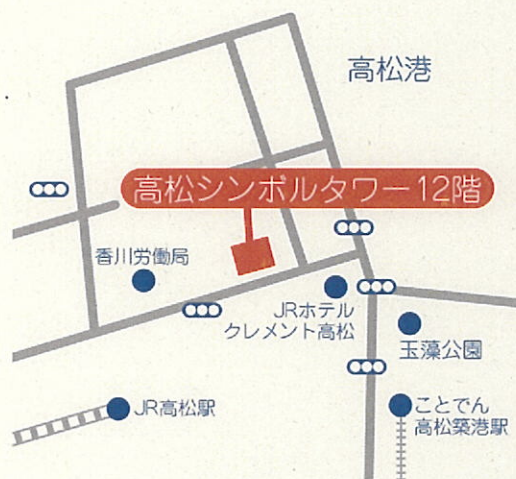 高松港
高松シンボルタワー12階
香川労働局
JRホテル
クレメント高松
玉藻公園
JR高松駅
ことでん
高松築港駅